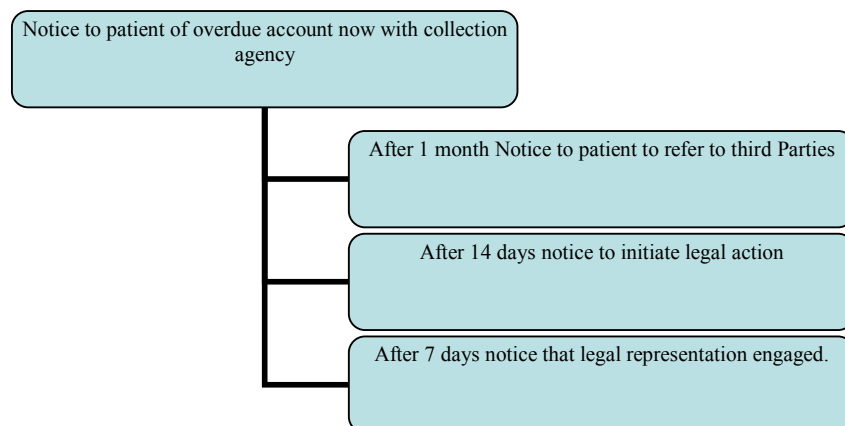 Notice to patient of overdue account now with collection
agency
After 1 month Notice to patient to refer to third Parties
After 14 days notice to initiate legal action
After 7 days notice that legal representation engaged.